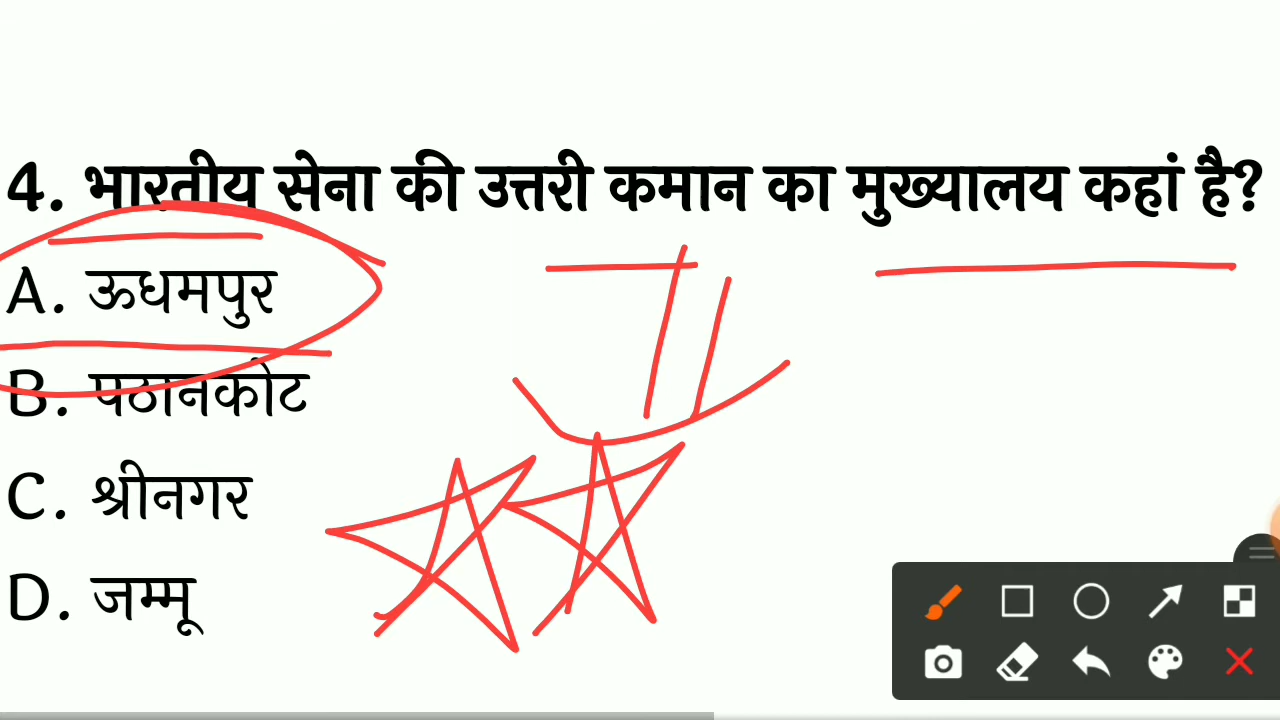 4. भारतीय सेना की उत्तरी कमान का मुख्यालय कहां है?
A. ऊधमपुर
B. पठानकोट
C. श्रीनगर
D. जम्मू